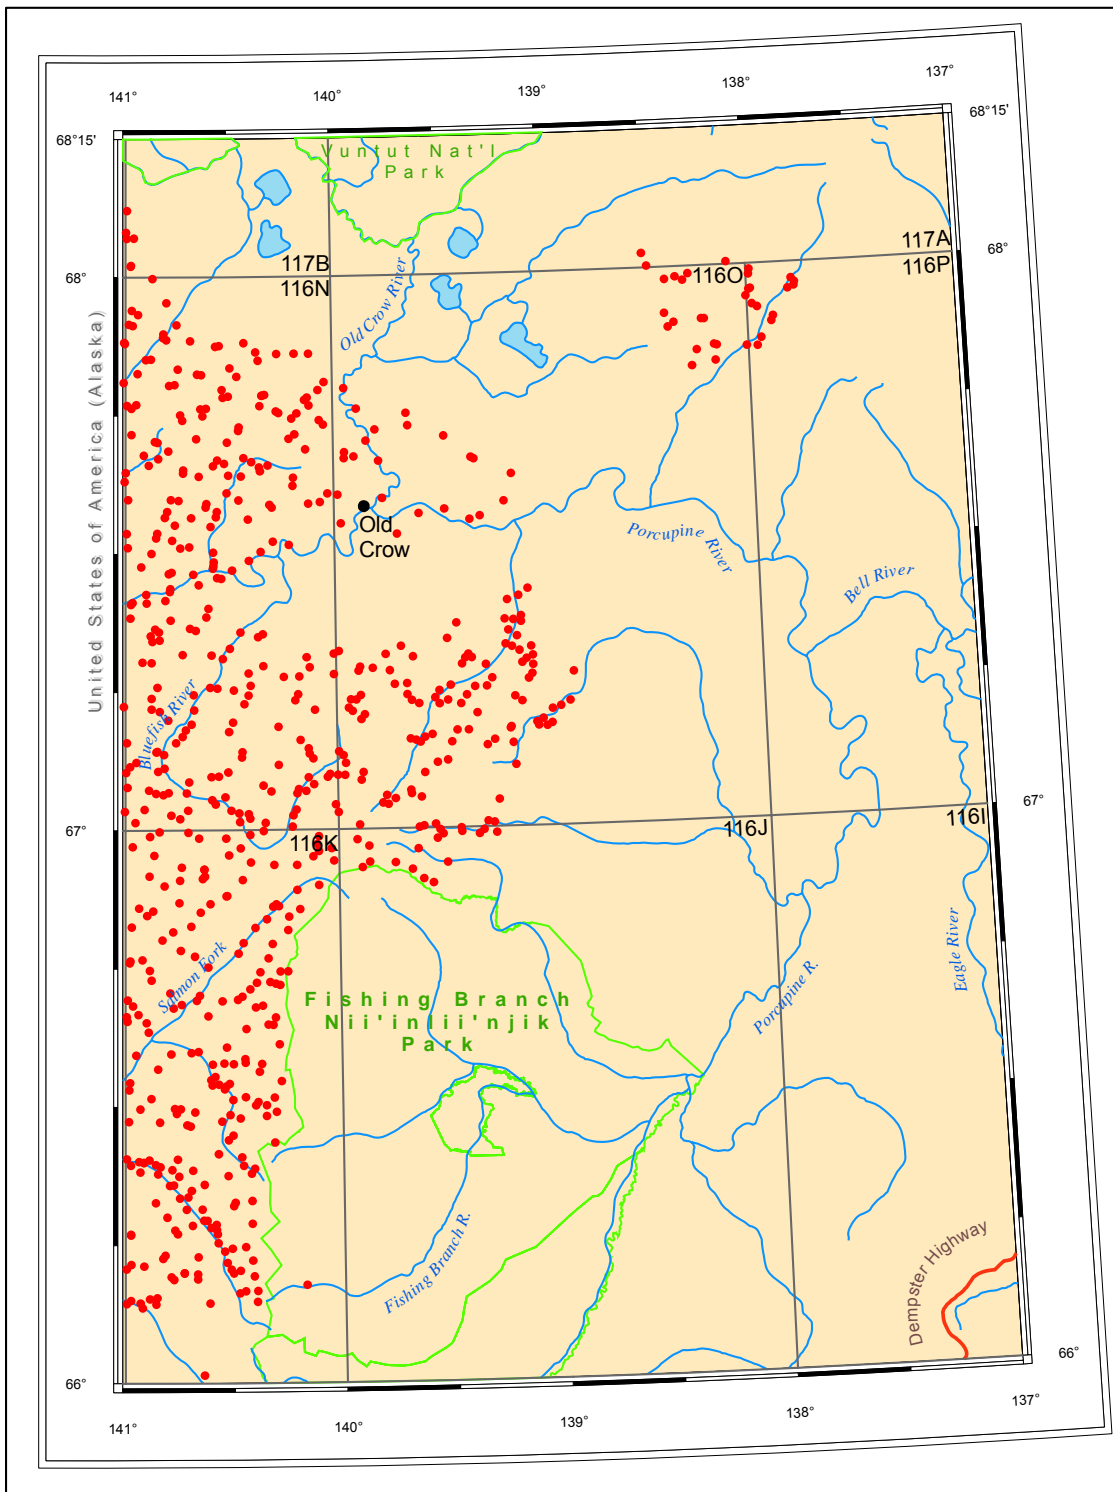 141°
140°
139°
138°
137°
68°15'
68°15'
Vuntut Nat'l
Park
117B
116N
117A
116P
116O
68°
68°
Old Crow River
United States of America (Alaska)
Old
Crow
Porcupine River
Bell River
Bluefish River
67°
67°
116K
116J
116I
Salmon Fork
Eagle River
Porcupine R.
Fishing Branch
Nii'inlii'njik
Park
Fishing Branch R.
Dempster Highway
66°
66°
141°
140°
139°
138°
137°